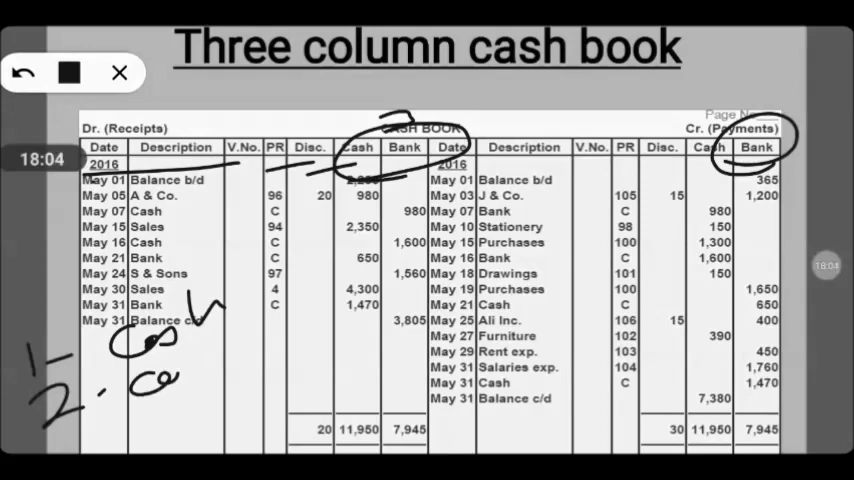 Three column cash book
18:04
Page No.
Dr. (Receipts) CASH BOOK Cr. (Payments)
Date Description V.No. PR Disc. Cash Bank Date Description V.No. PR Disc. Cash Bank
2016 2016
May 01 Balance b/d May 01 Balance b/d 365
May 05 A & Co. 96 20 980 May 03 J & Co. 105 15 1,200
May 07 Cash C 980 May 07 Bank C 980
May 15 Sales 94 2,350 May 10 Stationery 98 150
May 16 Cash C 1,600 May 15 Purchases 100 1,300
May 21 Bank C 650 May 16 Bank C 1,600
May 24 S & Sons 97 1,560 May 18 Drawings 101 150
May 30 Sales 4 4,300 May 19 Purchases 100 1,650
May 31 Bank C 1,470 May 21 Cash C 650
May 31 Balance c/d 3,805 May 25 Ali Inc. 106 15 400
May 27 Furniture 102 390
May 29 Rent exp. 103 450
May 31 Salaries exp. 104 1,760
May 31 Cash C 1,470
May 31 Balance c/d 7,380
20 11,950 7,945 30 11,950 7,945
1- Cash
2. Ca
18:04